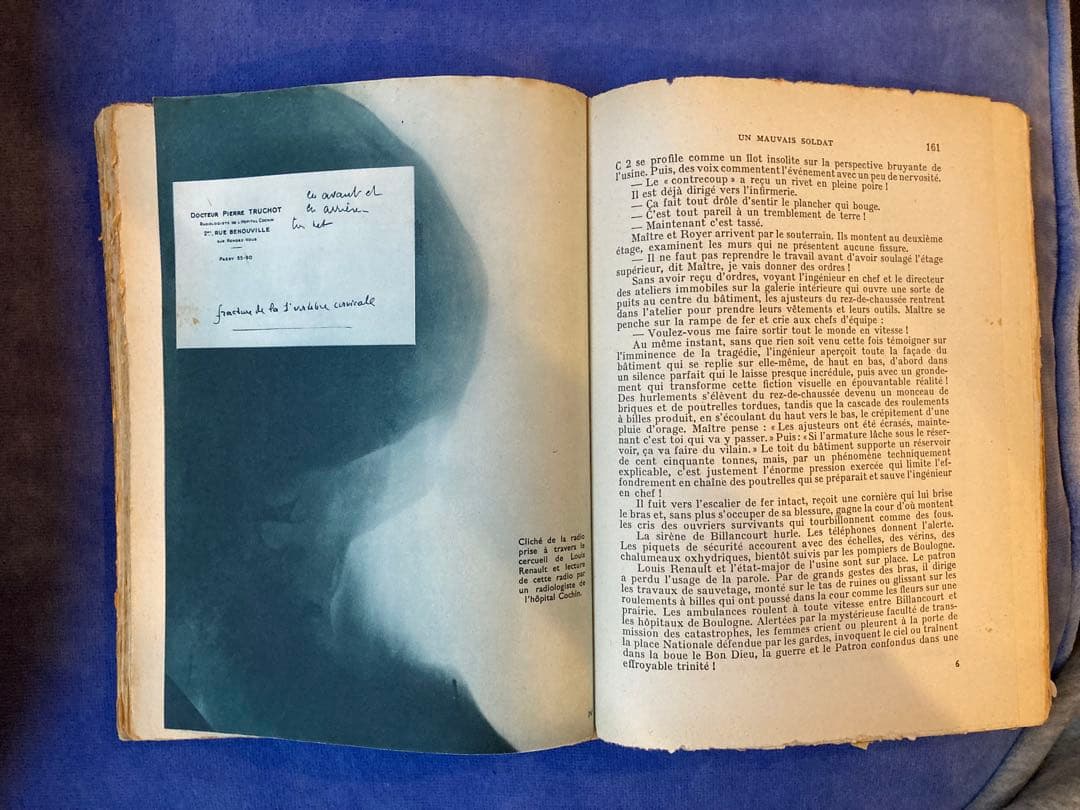 en avant et
en arrière
DOCTEUR PIERRE TRUCHOT
RADIOLOGISTE DE L'HOPITAL COCHIN
2bis, RUE BENOUVILLE
SUR RENDEZ-VOUS
PASSY 55-90
fracture de la 1' vertèbre cervicale
Cliché de la radio
prise à travers le
cercueil de Louis
Renault et lecture
de cette radio par
un radiologiste de
l'hôpital Cochin.
UN MAUVAIS SOLDAT
161
C 2 se profile comme un îlot insolite sur la perspective bruyante de
l'usine. Puis, des voix commentent l'événement avec un peu de nervosité.
— Le « contrecoup » a reçu un rivet en pleine poire !
Il est déjà dirigé vers l'infirmerie.
— Ça fait tout drôle d'sentir le plancher qui bouge.
— C'est tout pareil à un tremblement de terre !
— Maintenant c'est tassé.
Maître et Royer arrivent par le souterrain. Ils montent au deuxième
étage, examinent les murs qui ne présentent aucune fissure.
— Il ne faut pas reprendre le travail avant d'avoir soulagé l'étage
supérieur, dit Maître, je vais donner des ordres !
Sans avoir reçu d'ordres, voyant l'ingénieur en chef et le directeur
des ateliers immobiles sur la galerie intérieure qui ouvre une sorte de
puits au centre du bâtiment, les ajusteurs du rez-de-chaussée rentrent
dans l'atelier pour prendre leurs vêtements et leurs outils. Maître se
penche sur la rampe de fer et crie aux chefs d'équipe :
— Voulez-vous me faire sortir tout le monde en vitesse !
Au même instant, sans que rien soit venu cette fois témoigner sur
l'imminence de la tragédie, l'ingénieur aperçoit toute la façade du
bâtiment qui se replie sur elle-même, de haut en bas, d'abord dans
un silence parfait qui le laisse presque incrédule, puis avec un gronde-
ment qui transforme cette fiction visuelle en épouvantable réalité !
Des hurlements s'élèvent du rez-de-chaussée devenu un monceau de
briques et de poutrelles tordues, tandis que la cascade des roulements
à billes produit, en s'écoulant du haut vers le bas, le crépitement d'une
pluie d'orage. Maître pense : « Les ajusteurs ont été écrasés, mainte-
nant c'est toi qui va y passer. » Puis: « Si l'armature lâche sous le réser-
voir, ça va faire du vilain. » Le toit du bâtiment supporte un réservoir
de cent cinquante tonnes, mais, par un phénomène techniquement
explicable, c'est justement l'énorme pression exercée qui limite l'ef-
fondrement en chaîne des poutrelles qui se préparait et sauve l'ingénieur
en chef !
Il fuit vers l'escalier de fer intact, reçoit une cornière qui lui brise
le bras et, sans plus s'occuper de sa blessure, gagne la cour d'où montent
les cris des ouvriers survivants qui tourbillonnent comme des fous.
La sirène de Billancourt hurle. Les téléphones donnent l'alerte.
Les piquets de sécurité accourent avec des échelles, des vérins, des
chalumeaux oxhydriques, bientôt suivis par les pompiers de Boulogne.
Louis Renault et l'état-major de l'usine sont sur place. Le patron
a perdu l'usage de la parole. Par de grands gestes des bras, il dirige
les travaux de sauvetage, monté sur le tas de ruines ou glissant sur les
roulements à billes qui ont poussé dans la cour comme les fleurs sur une
prairie. Les ambulances roulent à toute vitesse entre Billancourt et
les hôpitaux de Boulogne. Alertées par la mystérieuse faculté de trans-
mission des catastrophes, les femmes crient ou pleurent à la porte de
la place Nationale défendue par les gardes, invoquent le ciel ou traînent
dans la boue le Bon Dieu, la guerre et le Patron confondus dans une
effroyable trinité !
6